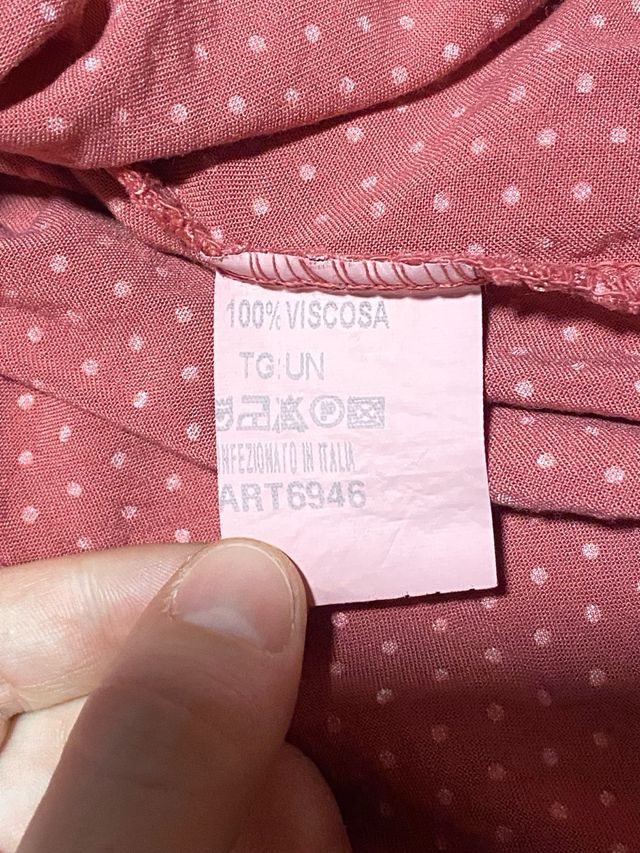 100% VISCOSA
TG:UN
P
NFEZIONATO IN ITALIA
ART6946